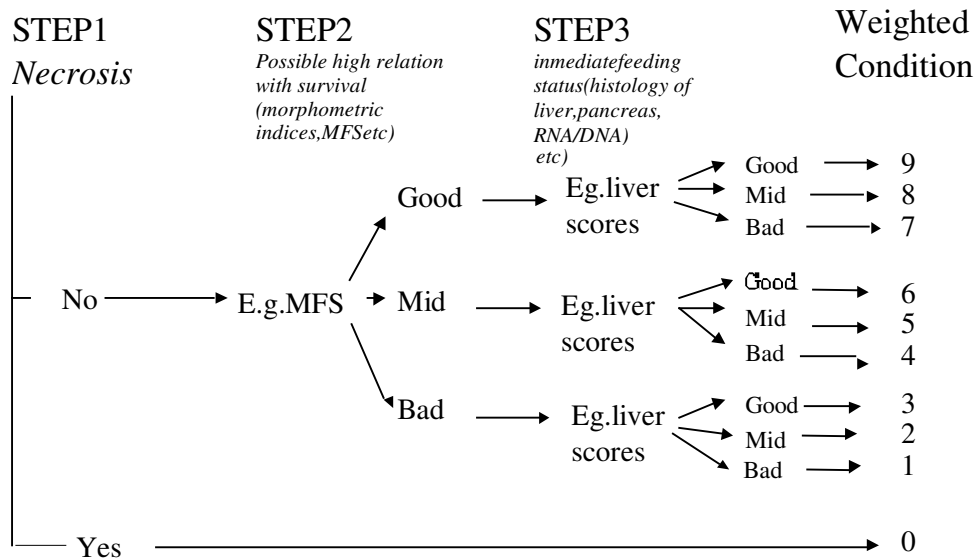 STEP1
Necrosis
STEP2
Possible high relation
with survival
(morphometric
indices,MFSetc)
STEP3
inmediatefeeding
status(histology of
liver,pancreas,
RNA/DNA)
etc)
Weighted
Condition
No
E.g.MFS
Good
Eg.liver
scores
Good 9
Mid 8
Bad 7
Mid
Eg.liver
scores
Good 6
Mid 5
Bad 4
Bad
Eg.liver
scores
Good 3
Mid 2
Bad 1
Yes 0